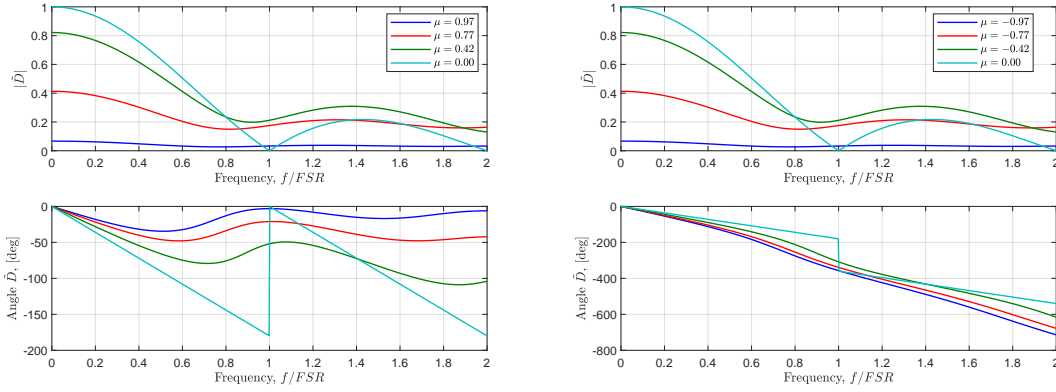 1
0.8
0.6
0.4
0.2
0
|D̃|
μ = 0.97
μ = 0.77
μ = 0.42
μ = 0.00
0 0.2 0.4 0.6 0.8 1 1.2 1.4 1.6 1.8 2
Frequency, f/FSR
1
0.8
0.6
0.4
0.2
0
|D̃|
μ = −0.97
μ = −0.77
μ = −0.42
μ = 0.00
0 0.2 0.4 0.6 0.8 1 1.2 1.4 1.6 1.8 2
Frequency, f/FSR
0
-50
-100
-150
-200
Angle D̃, [deg]
0 0.2 0.4 0.6 0.8 1 1.2 1.4 1.6 1.8 2
Frequency, f/FSR
0
-200
-400
-600
-800
Angle D̃, [deg]
0 0.2 0.4 0.6 0.8 1 1.2 1.4 1.6 1.8 2
Frequency, f/FSR